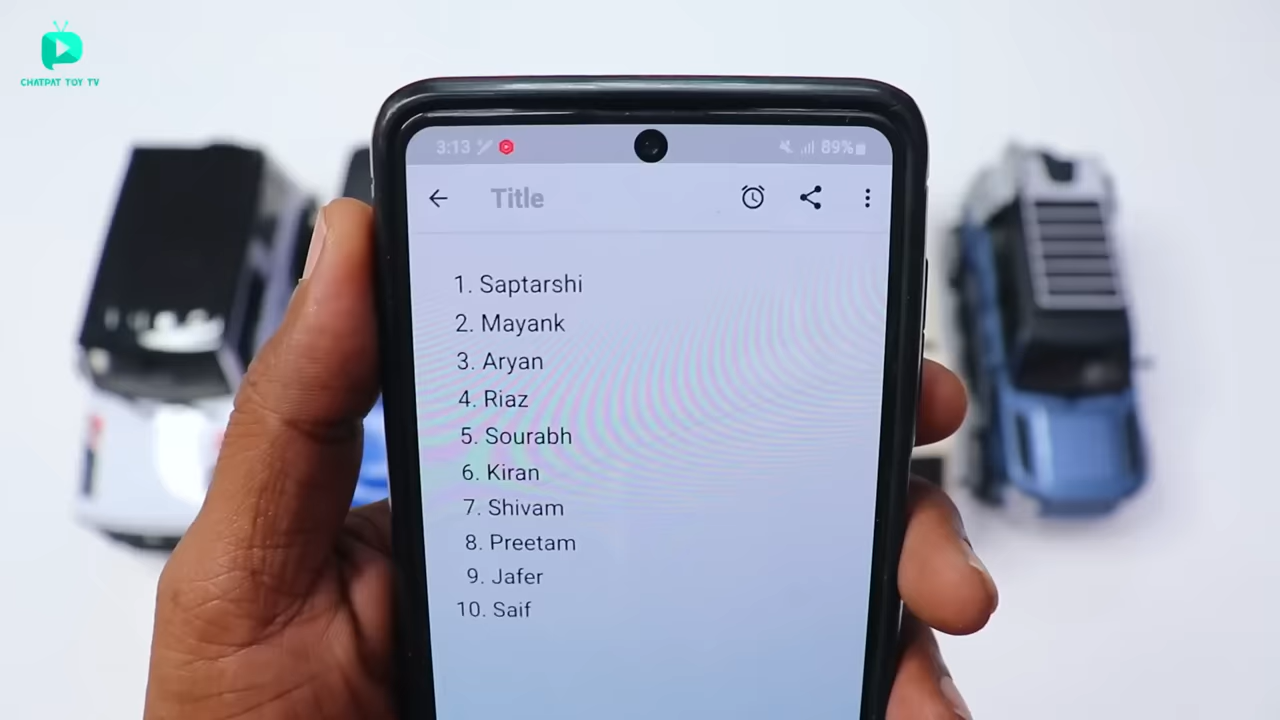 CHATPAT TOY TV
3:13 89%
Title
1. Saptarshi
2. Mayank
3. Aryan
4. Riaz
5. Sourabh
6. Kiran
7. Shivam
8. Preetam
9. Jafer
10. Saif